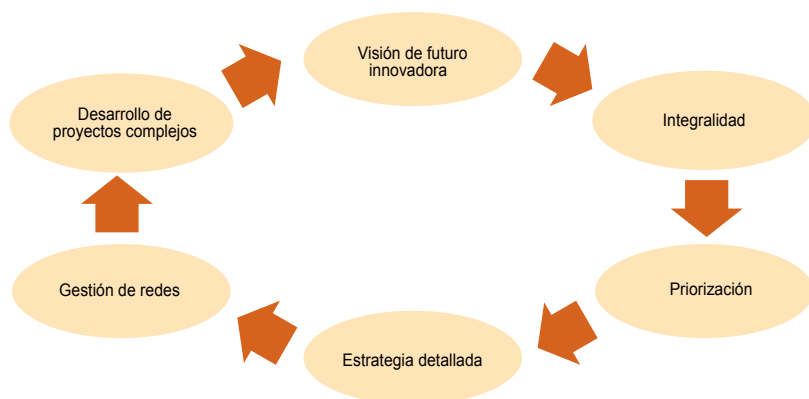 Visión de futuro
innovadora
Integralidad
Priorización
Estrategia detallada
Gestión de redes
Desarrollo de
proyectos complejos